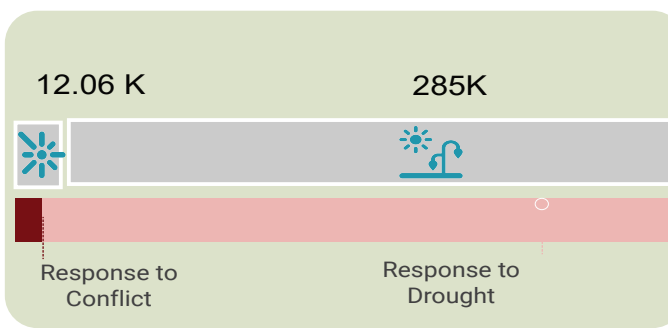 12.06 K
285K
Response to
Conflict
Response to
Drought